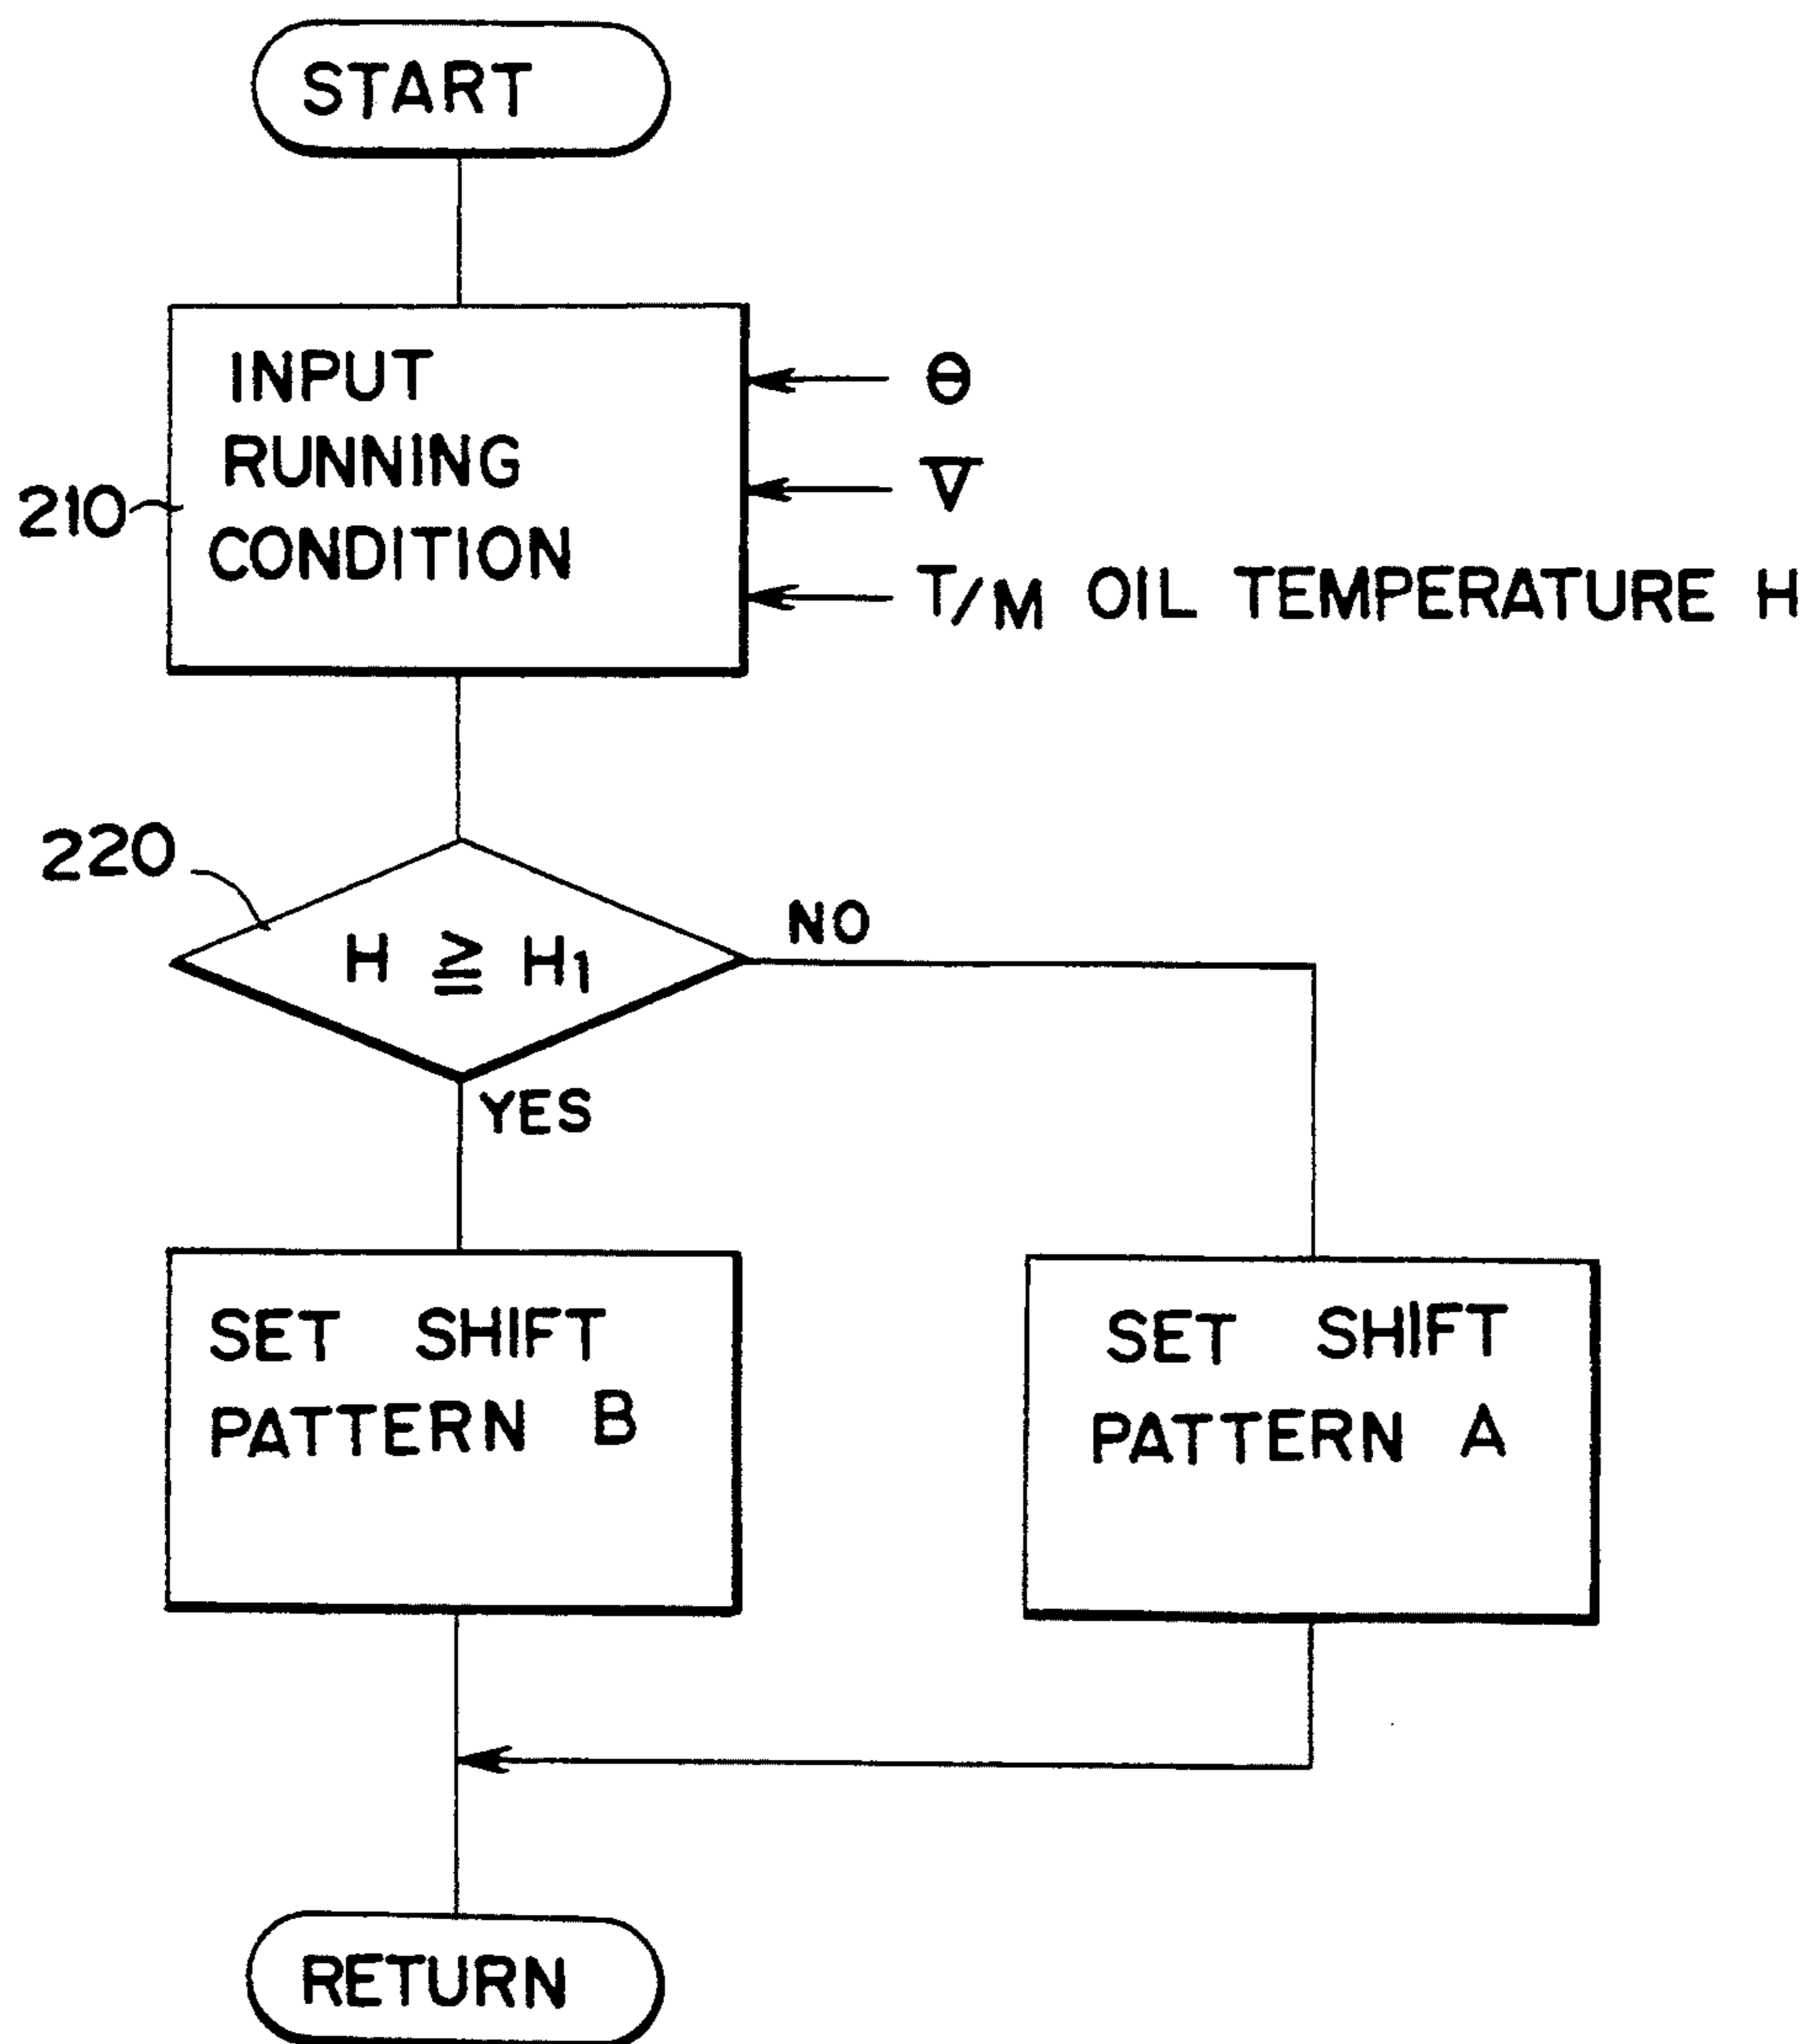 START
INPUT
RUNNING
CONDITION
210
θ
V
T/M OIL TEMPERATURE H
220
H ≧ H1
NO
YES
SET SHIFT
PATTERN B
SET SHIFT
PATTERN A
RETURN